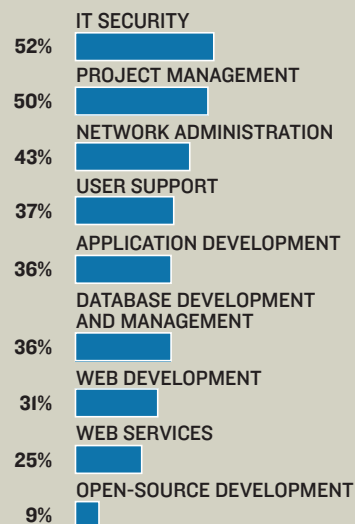 IT SECURITY
52%
PROJECT MANAGEMENT
50%
NETWORK ADMINISTRATION
43%
USER SUPPORT
37%
APPLICATION DEVELOPMENT
36%
DATABASE DEVELOPMENT
AND MANAGEMENT
36%
WEB DEVELOPMENT
31%
WEB SERVICES
25%
OPEN-SOURCE DEVELOPMENT
9%